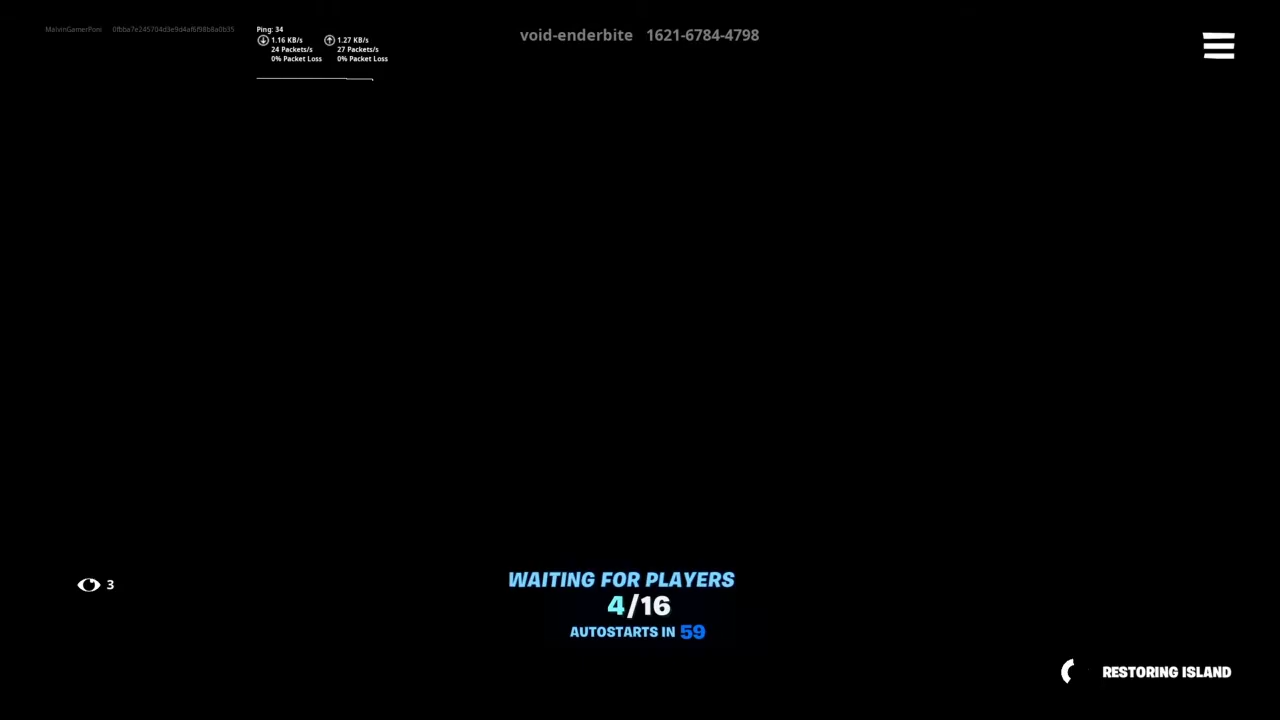 MalvinGamerPoni
Ping: 34
1.16 KB/s 1.27 KB/s
24 Packets/s 27 Packets/s
0% Packet Loss 0% Packet Loss
void-enderbite 1621-6784-4798
3
WAITING FOR PLAYERS
4/16
AUTOSTARTS IN 59
RESTORING ISLAND